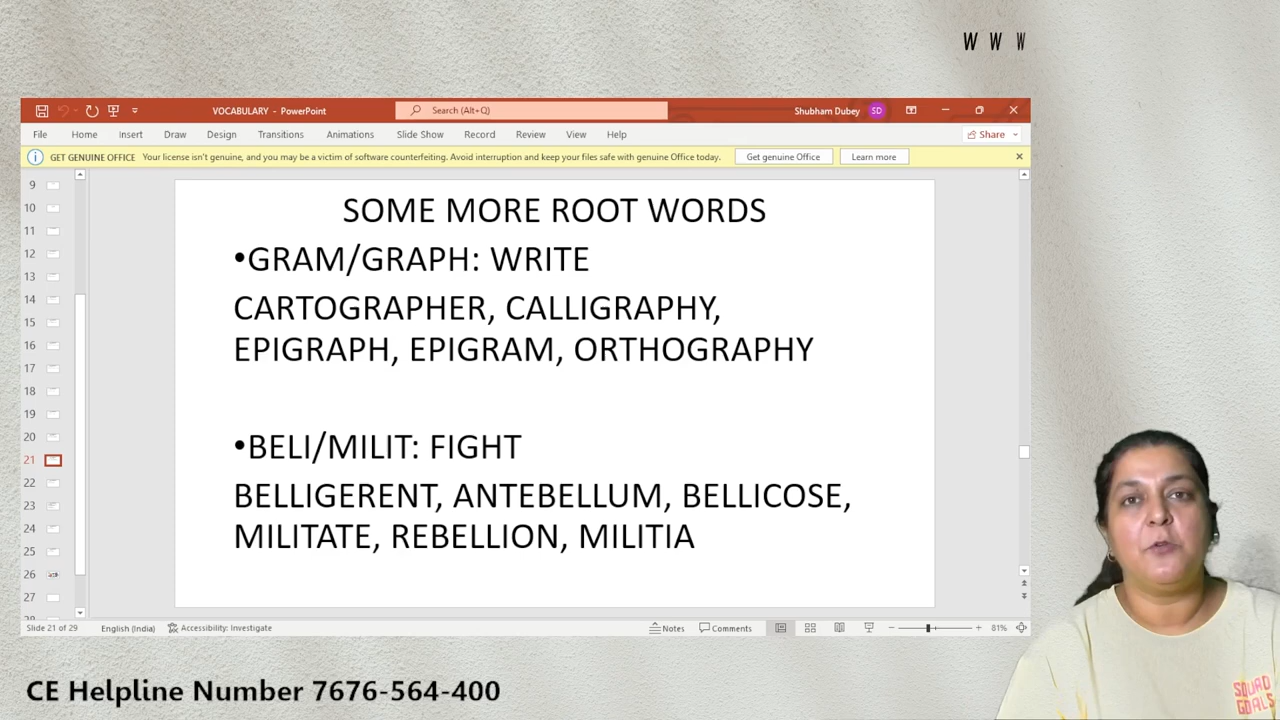 W W W
VOCABULARY - PowerPoint
Search (Alt+Q)
Shubham Dubey SD
File Home Insert Draw Design Transitions Animations Slide Show Record Review View Help Share
GET GENUINE OFFICE Your license isn't genuine, and you may be a victim of software counterfeiting. Avoid interruption and keep your files safe with genuine Office today. Get genuine Office Learn more
9
10
11
12
13
14
15
16
17
18
19
20
21
22
23
24
25
26
27
SOME MORE ROOT WORDS
•GRAM/GRAPH: WRITE
CARTOGRAPHER, CALLIGRAPHY,
EPIGRAPH, EPIGRAM, ORTHOGRAPHY
•BELI/MILIT: FIGHT
BELLIGERENT, ANTEBELLUM, BELLICOSE,
MILITATE, REBELLION, MILITIA
Slide 21 of 29 English (India) Accessibility: Investigate Notes Comments 81%
SQUAD
GOALS
CE Helpline Number 7676-564-400